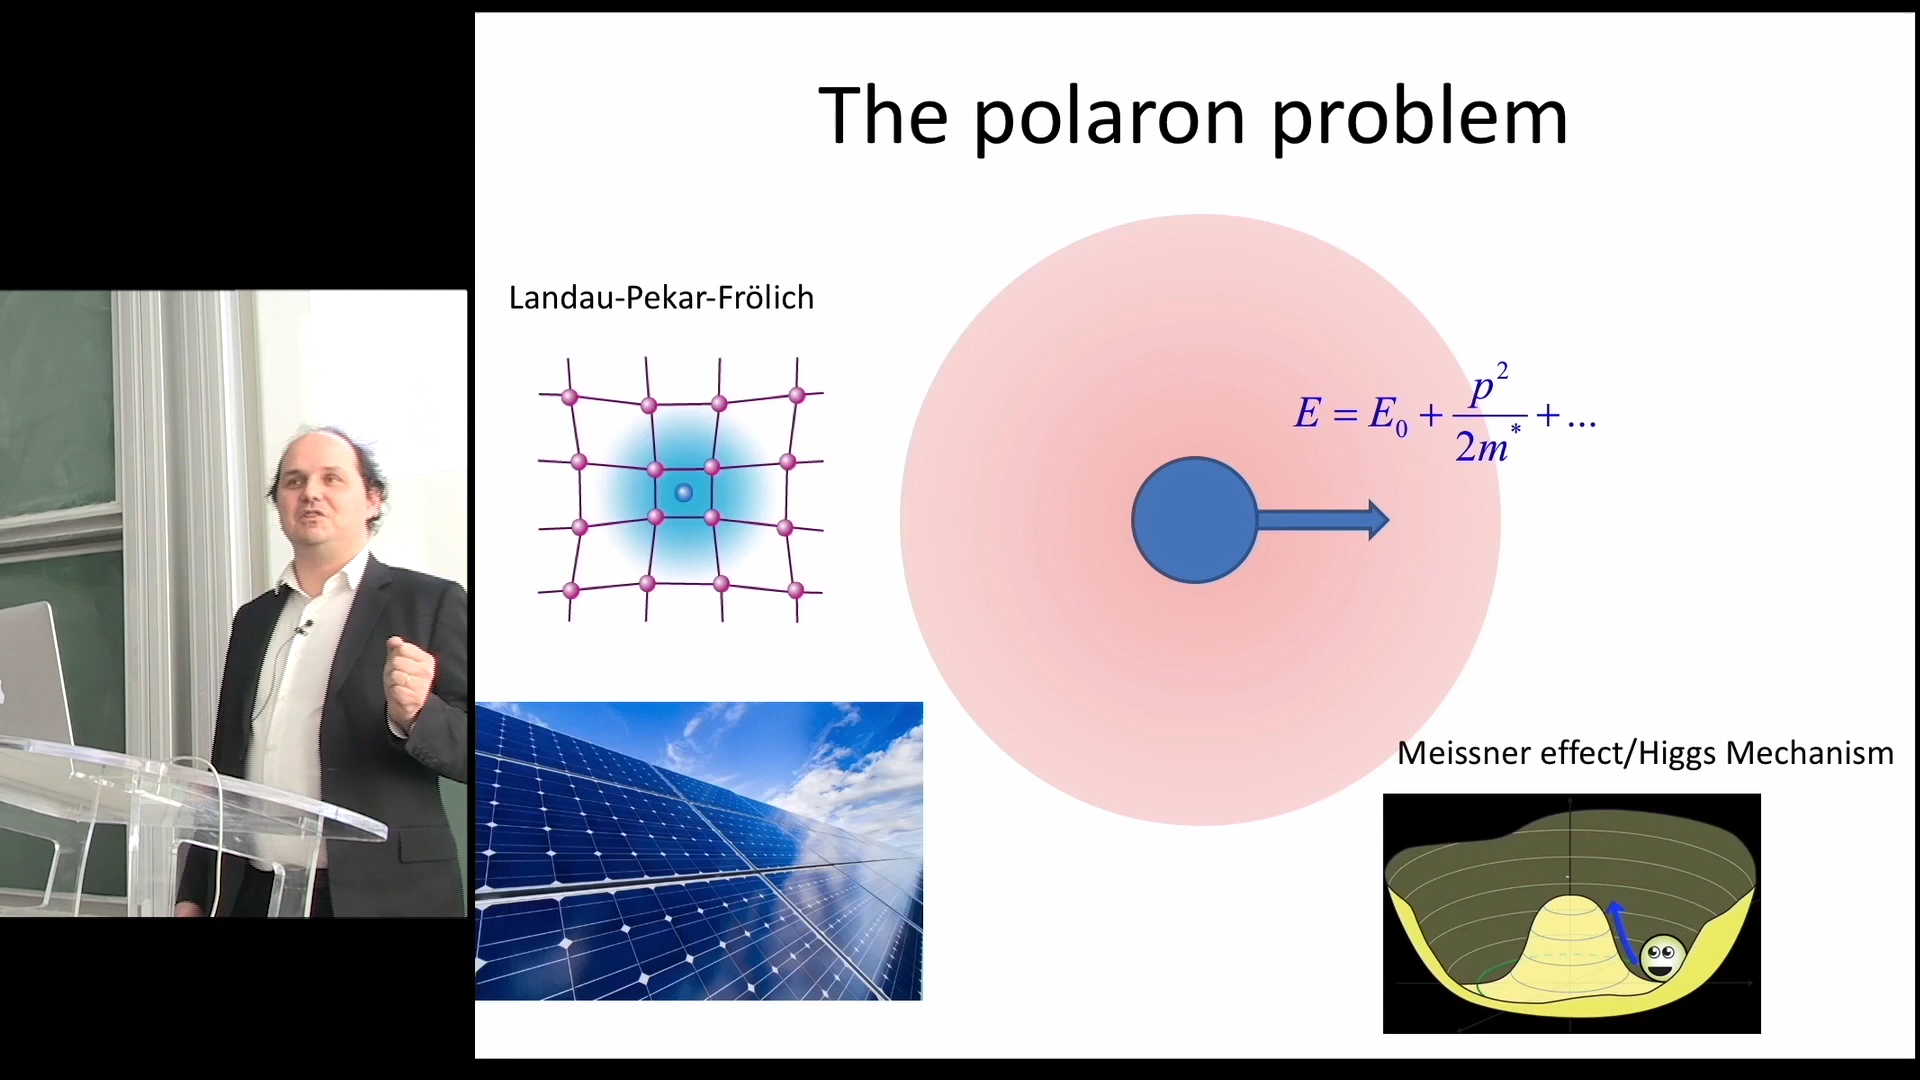 The polaron problem
Landau-Pekar-Frölich
E = E₀ + p²/2m* + ...
Meissner effect/Higgs Mechanism